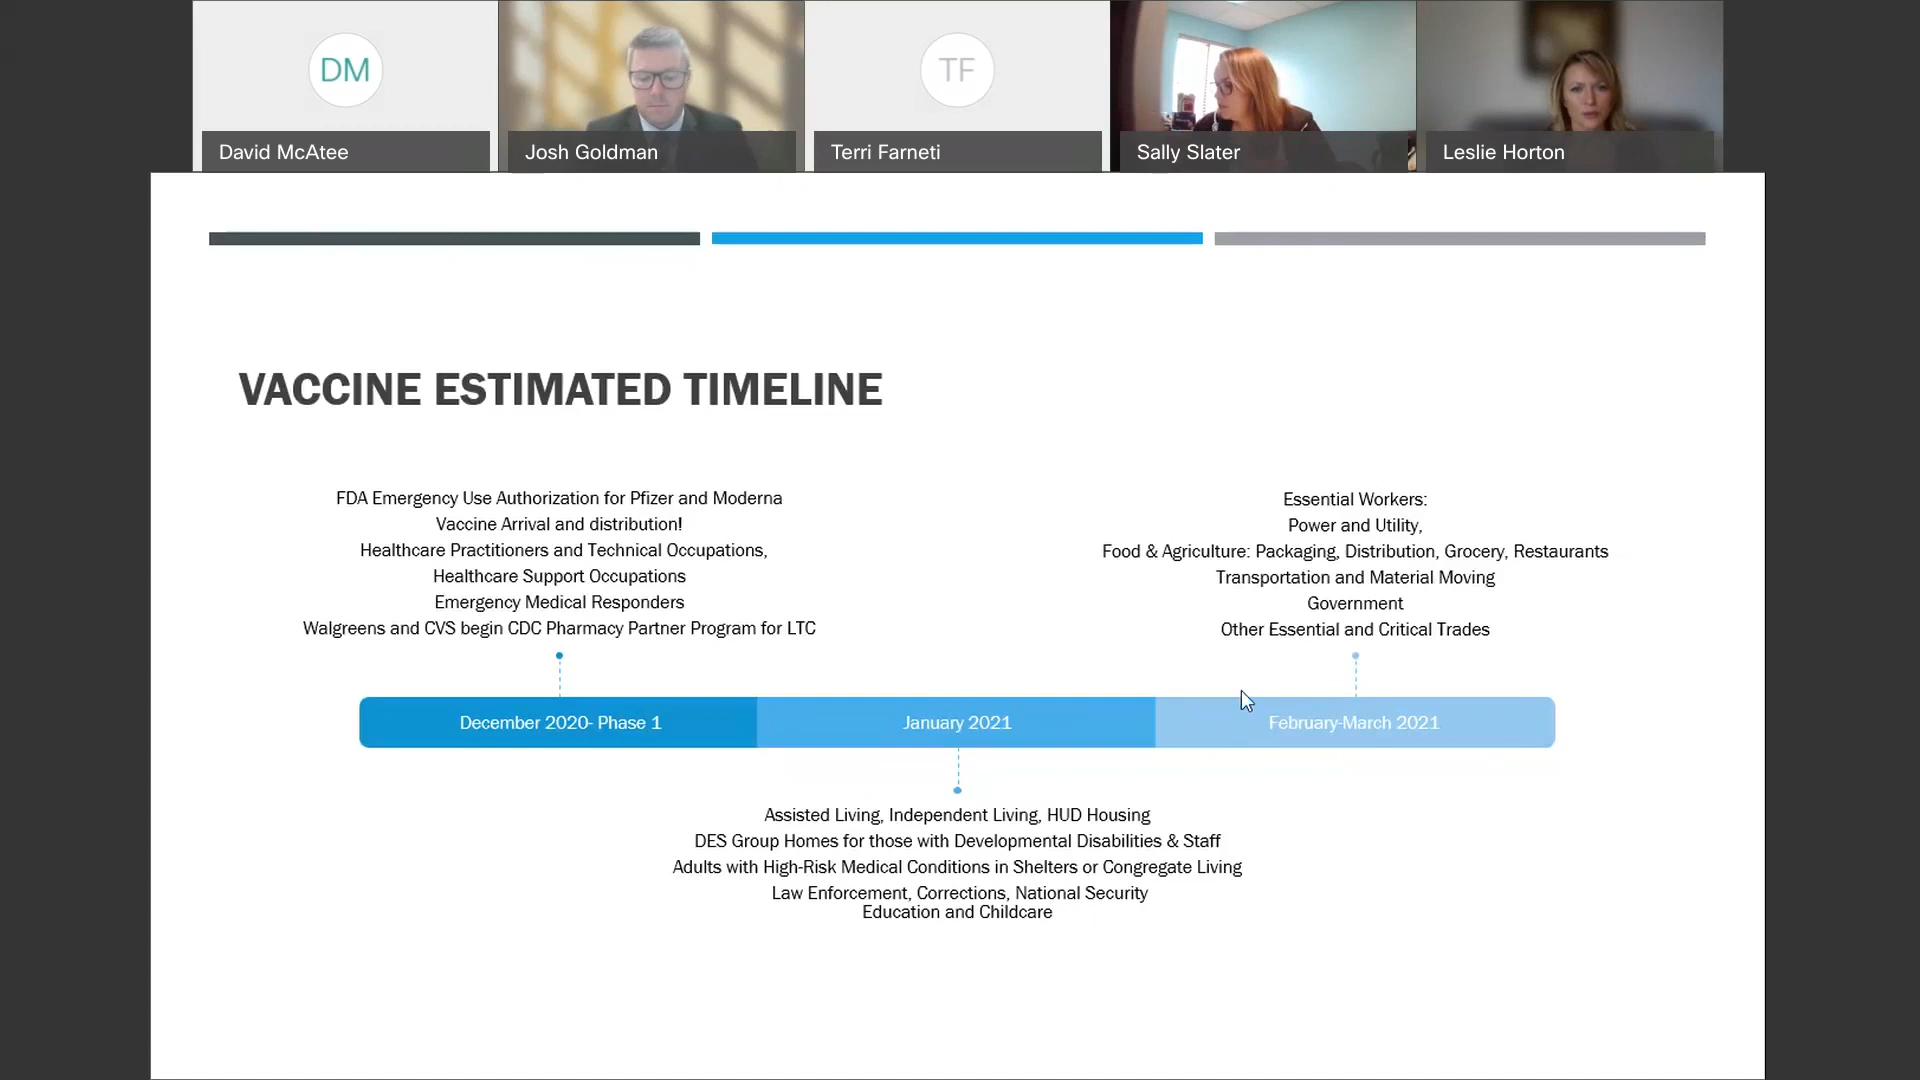 DM
TF
David McAtee
Josh Goldman
Terri Farneti
Sally Slater
Leslie Horton
VACCINE ESTIMATED TIMELINE
FDA Emergency Use Authorization for Pfizer and Moderna
Vaccine Arrival and distribution!
Healthcare Practitioners and Technical Occupations,
Healthcare Support Occupations
Emergency Medical Responders
Walgreens and CVS begin CDC Pharmacy Partner Program for LTC
Essential Workers:
Power and Utility,
Food & Agriculture: Packaging, Distribution, Grocery, Restaurants
Transportation and Material Moving
Government
Other Essential and Critical Trades
December 2020- Phase 1
January 2021
February-March 2021
Assisted Living, Independent Living, HUD Housing
DES Group Homes for those with Developmental Disabilities & Staff
Adults with High-Risk Medical Conditions in Shelters or Congregate Living
Law Enforcement, Corrections, National Security
Education and Childcare